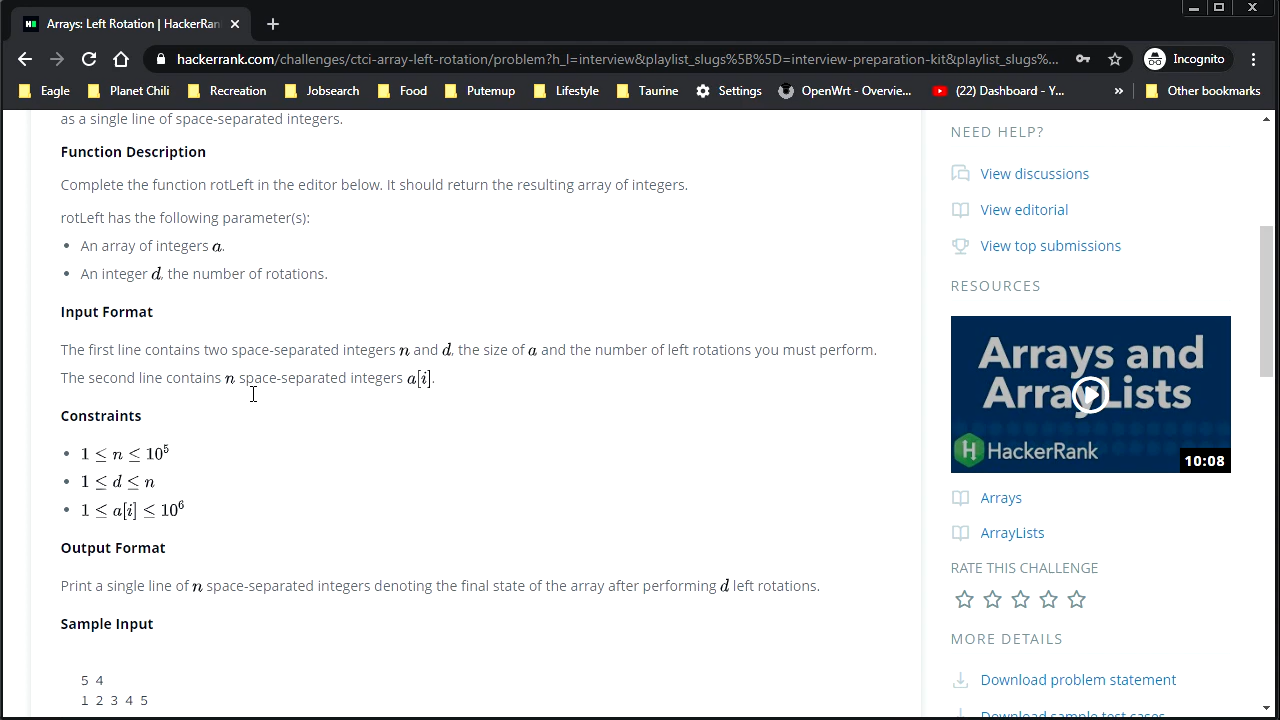 Arrays: Left Rotation | HackerRan
hackerrank.com/challenges/ctci-array-left-rotation/problem?h_l=interview&playlist_slugs%5B%5D=interview-preparation-kit&playlist_slugs%...
Incognito
Eagle
Planet Chili
Recreation
Jobsearch
Food
Putemup
Lifestyle
Taurine
Settings
OpenWrt - Overvie...
(22) Dashboard - Y...
»
Other bookmarks
as a single line of space-separated integers.
Function Description
Complete the function rotLeft in the editor below. It should return the resulting array of integers.
rotLeft has the following parameter(s):
• An array of integers a.
• An integer d, the number of rotations.
Input Format
The first line contains two space-separated integers n and d, the size of a and the number of left rotations you must perform.
The second line contains n space-separated integers a[i].
Constraints
• 1 ≤ n ≤ 10⁵
• 1 ≤ d ≤ n
• 1 ≤ a[i] ≤ 10⁶
Output Format
Print a single line of n space-separated integers denoting the final state of the array after performing d left rotations.
Sample Input
5 4
1 2 3 4 5
NEED HELP?
View discussions
View editorial
View top submissions
RESOURCES
Arrays and
ArrayLists
HackerRank
10:08
Arrays
ArrayLists
RATE THIS CHALLENGE
MORE DETAILS
Download problem statement
Download sample test cases